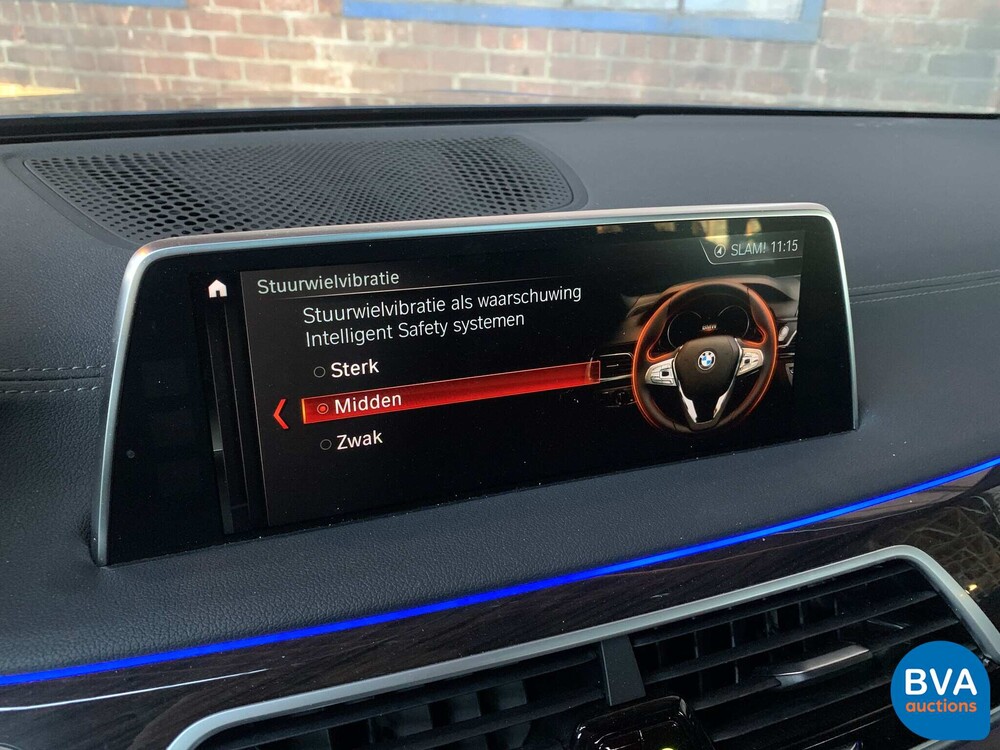 SLAM! 11:15
Stuurwielvibratie
Stuurwielvibratie als waarschuwing
Intelligent Safety systemen
Sterk
Midden
Zwak
BVA
auctions